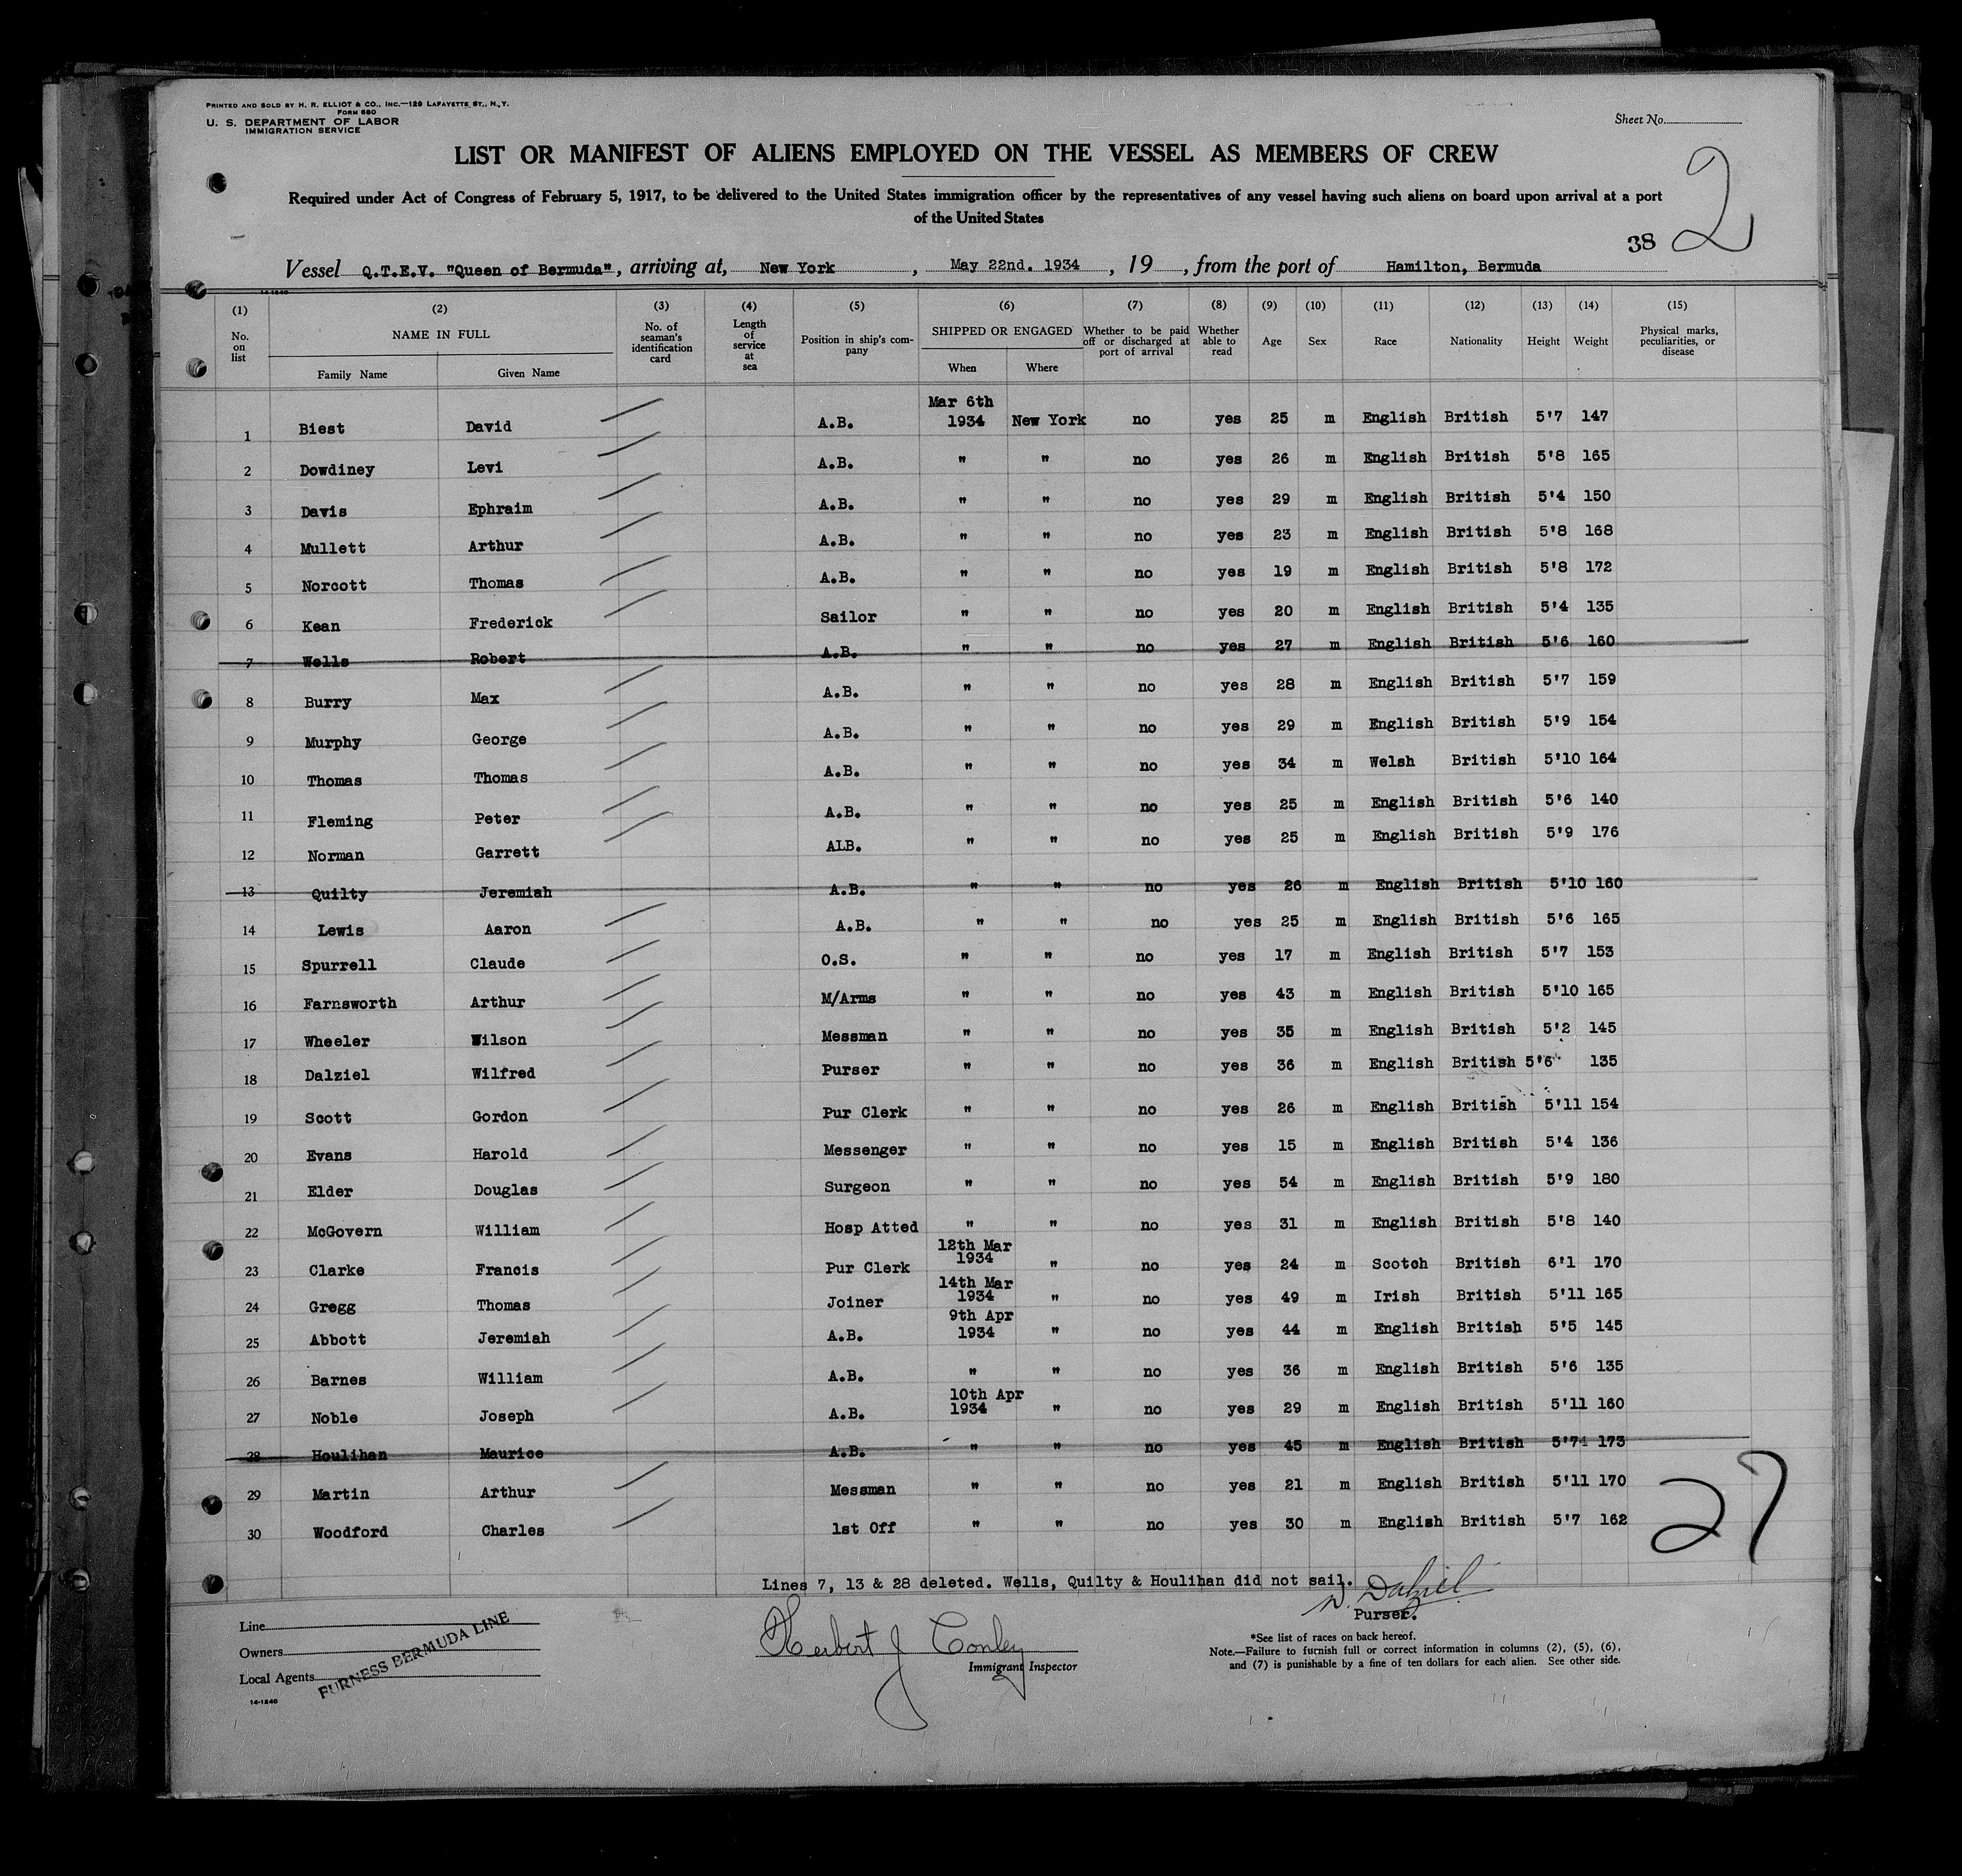 PRINTED AND SOLD BY H. R. ELLIOT & CO., INC.—129 LAFAYETTE ST., N. Y.
FORM 680
U. S. DEPARTMENT OF LABOR
IMMIGRATION SERVICE
Sheet No.
LIST OR MANIFEST OF ALIENS EMPLOYED ON THE VESSEL AS MEMBERS OF CREW
2
Required under Act of Congress of February 5, 1917, to be delivered to the United States immigration officer by the representatives of any vessel having such aliens on board upon arrival at a port
of the United States
38
Vessel Q.T.E.V. "Queen of Bermuda", arriving at, New York, May 22nd. 1934, 19, from the port of Hamilton, Bermuda
14-1240
(1) (2) (3) (4) (5) (6) (7) (8) (9) (10) (11) (12) (13) (14) (15)
No. on list NAME IN FULL Family Name Given Name No. of seaman's identification card Length of service at sea Position in ship's company SHIPPED OR ENGAGED When Where Whether to be paid off or discharged at port of arrival Whether able to read Age Sex Race Nationality Height Weight Physical marks, peculiarities, or disease
1 Biest David A.B. Mar 6th 1934 New York no yes 25 m English British 5'7 147
2 Dowdiney Levi A.B. " " no yes 26 m English British 5'8 165
3 Davis Ephraim A.B. " " no yes 29 m English British 5'4 150
4 Mullett Arthur A.B. " " no yes 23 m English British 5'8 168
5 Norcott Thomas A.B. " " no yes 19 m English British 5'8 172
6 Kean Frederick Sailor " " no yes 20 m English British 5'4 135
7 Wells Robert A.B. " " no yes 27 m English British 5'6 160
8 Burry Max A.B. " " no yes 28 m English British 5'7 159
9 Murphy George A.B. " " no yes 29 m English British 5'9 154
10 Thomas Thomas A.B. " " no yes 34 m Welsh British 5'10 164
11 Fleming Peter A.B. " " no yes 25 m English British 5'6 140
12 Norman Garrett ALB. " " no yes 25 m English British 5'9 176
13 Quilty Jeremiah A.B. " " no yes 26 m English British 5'10 160
14 Lewis Aaron A.B. " " no yes 25 m English British 5'6 165
15 Spurrell Claude O.S. " " no yes 17 m English British 5'7 153
16 Farnsworth Arthur M/Arms " " no yes 43 m English British 5'10 165
17 Wheeler Wilson Messman " " no yes 35 m English British 5'2 145
18 Dalziel Wilfred Purser " " no yes 36 m English British 5'6 135
19 Scott Gordon Pur Clerk " " no yes 26 m English British 5'11 154
20 Evans Harold Messenger " " no yes 15 m English British 5'4 136
21 Elder Douglas Surgeon " " no yes 54 m English British 5'9 180
22 McGovern William Hosp Atted " " no yes 31 m English British 5'8 140
23 Clarke Francis Pur Clerk 12th Mar 1934 " no yes 24 m Scotch British 6'1 170
24 Gregg Thomas Joiner 14th Mar 1934 " no yes 49 m Irish British 5'11 165
25 Abbott Jeremiah A.B. 9th Apr 1934 " no yes 44 m English British 5'5 145
26 Barnes William A.B. " " no yes 36 m English British 5'6 135
27 Noble Joseph A.B. 10th Apr 1934 " no yes 29 m English British 5'11 160
28 Houlihan Maurice A.B. " " no yes 45 m English British 5'7 173
29 Martin Arthur Messman " " no yes 21 m English British 5'11 170
30 Woodford Charles 1st Off " " no yes 30 m English British 5'7 162
27
Lines 7, 13 & 28 deleted. Wells, Quilty & Houlihan did not sail.
W. Dalziel
Purser.
Line
Owners
Local Agents
FURNESS BERMUDA LINE
14-1240
Herbert J Conley
Immigrant Inspector
*See list of races on back hereof.
Note.—Failure to furnish full or correct information in columns (2), (5), (6),
and (7) is punishable by a fine of ten dollars for each alien. See other side.